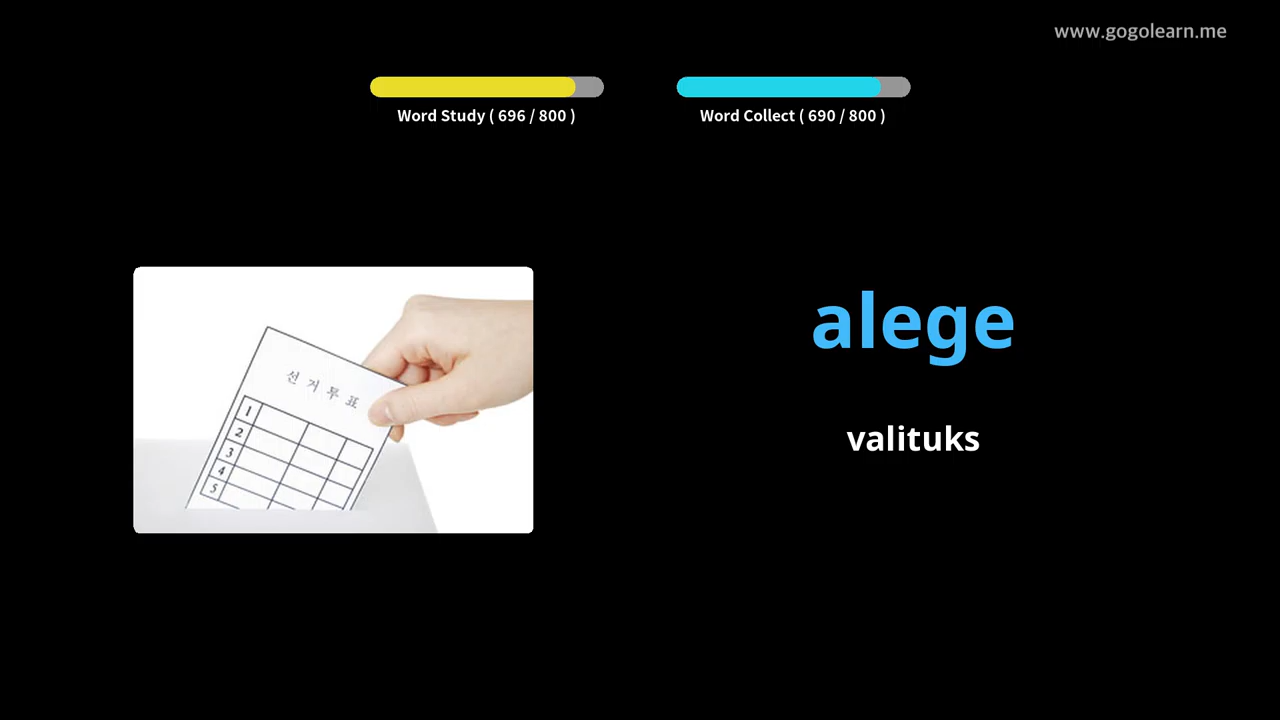 www.gogolearn.me
Word Study ( 696 / 800 )
Word Collect ( 690 / 800 )
선거투표
1
2
3
4
5
alege
valituks